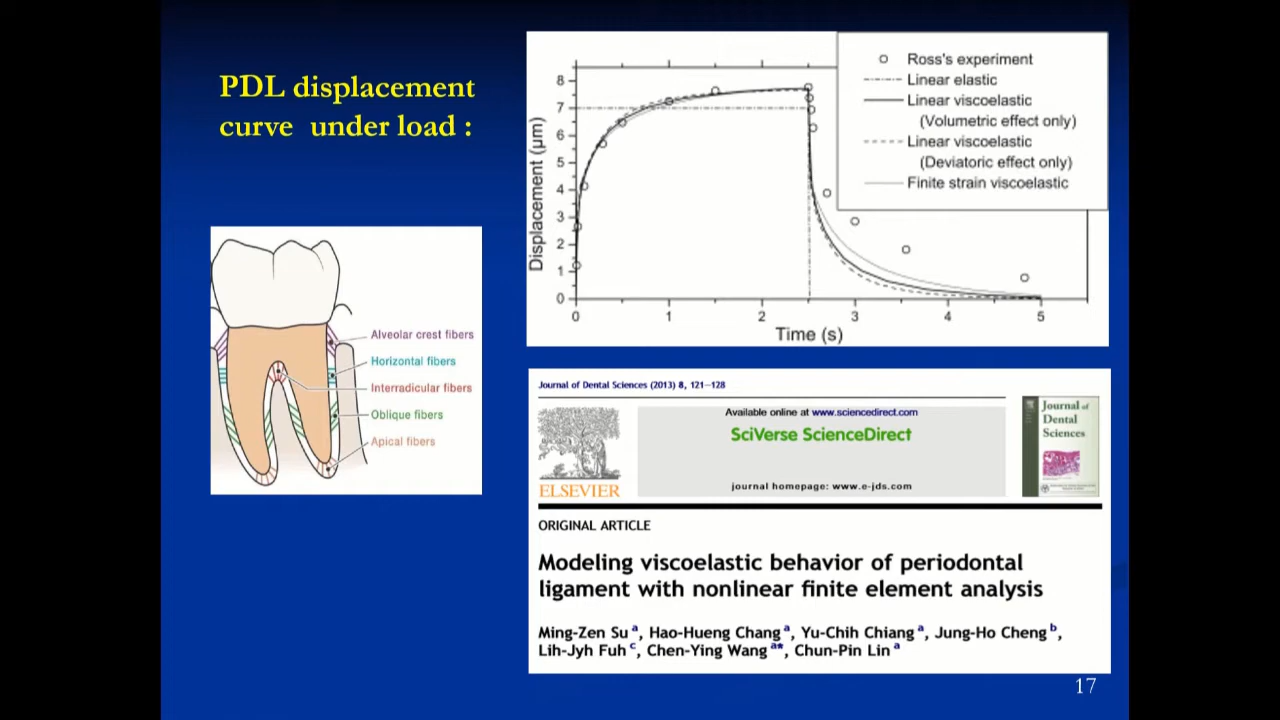 PDL displacement
curve under load :
Alveolar crest fibers
Horizontal fibers
Interradicular fibers
Oblique fibers
Apical fibers
Displacement (μm)
8
7
6
5
4
3
2
1
0
0 1 2 3 4 5
Time (s)
Ross's experiment
Linear elastic
Linear viscoelastic
(Volumetric effect only)
Linear viscoelastic
(Deviatoric effect only)
Finite strain viscoelastic
Journal of Dental Sciences (2013) 8, 121–128
Available online at www.sciencedirect.com
SciVerse ScienceDirect
journal homepage: www.e-jds.com
ELSEVIER
Journal of
Dental
Sciences
ORIGINAL ARTICLE
Modeling viscoelastic behavior of periodontal
ligament with nonlinear finite element analysis
Ming-Zen Su a, Hao-Hueng Chang a, Yu-Chih Chiang a, Jung-Ho Cheng b,
Lih-Jyh Fuh c, Chen-Ying Wang a*, Chun-Pin Lin a
17